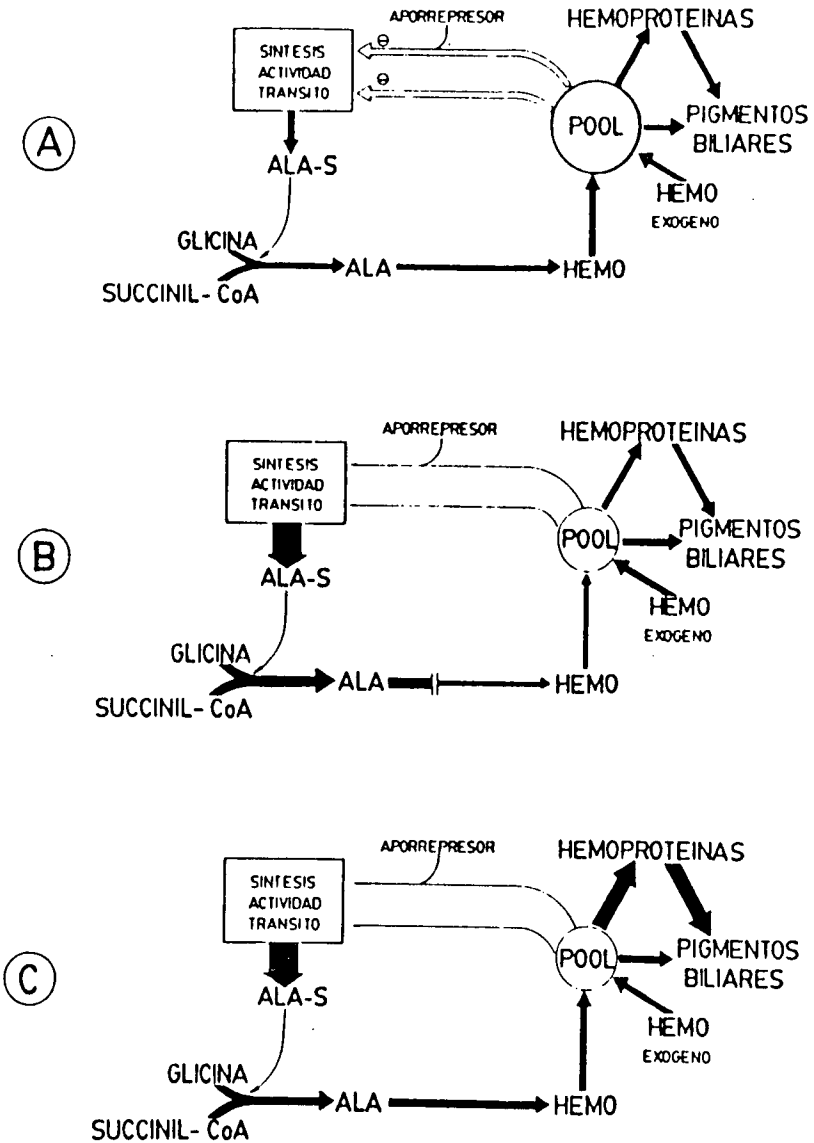 A
APORREPRESOR
HEMOPROTEINAS
SINTESIS
ACTIVIDAD
TRANSITO
⊖
⊖
POOL
PIGMENTOS
BILIARES
ALA-S
HEMO
EXOGENO
GLICINA
SUCCINIL-CoA
ALA
HEMO
B
APORREPRESOR
HEMOPROTEINAS
SINTESIS
ACTIVIDAD
TRANSITO
POOL
PIGMENTOS
BILIARES
ALA-S
HEMO
EXOGENO
GLICINA
SUCCINIL-CoA
ALA
HEMO
C
APORREPRESOR
HEMOPROTEINAS
SINTESIS
ACTIVIDAD
TRANSITO
POOL
PIGMENTOS
BILIARES
ALA-S
HEMO
EXOGENO
GLICINA
SUCCINIL-CoA
ALA
HEMO